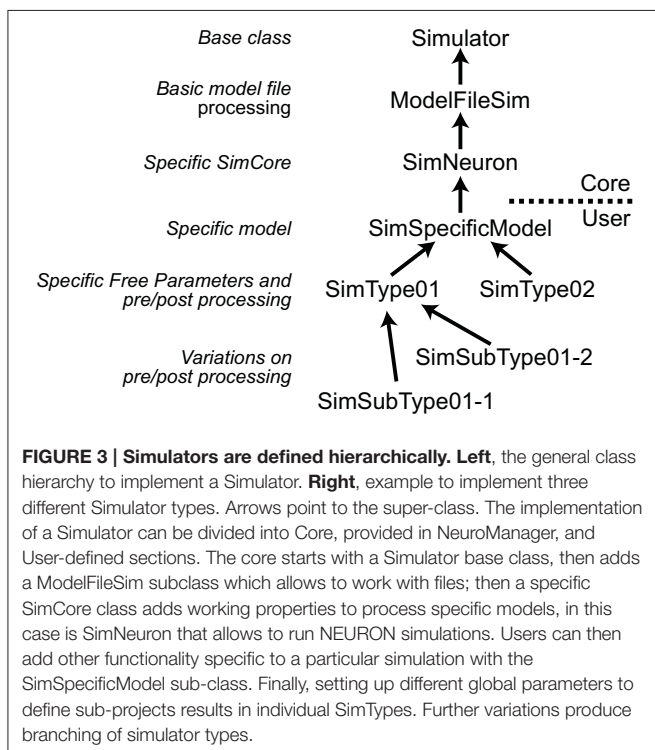 Base class
Simulator
Basic model file
processing
ModelFileSim
Specific SimCore
SimNeuron
Core
User
Specific model
SimSpecificModel
Specific Free Parameters and
pre/post processing
SimType01
SimType02
Variations on
pre/post processing
SimSubType01-2
SimSubType01-1
FIGURE 3 | Simulators are defined hierarchically. Left, the general class
hierarchy to implement a Simulator. Right, example to implement three
different Simulator types. Arrows point to the super-class. The implementation
of a Simulator can be divided into Core, provided in NeuroManager, and
User-defined sections. The core starts with a Simulator base class, then adds
a ModelFileSim subclass which allows to work with files; then a specific
SimCore class adds working properties to process specific models, in this
case is SimNeuron that allows to run NEURON simulations. Users can then
add other functionality specific to a particular simulation with the
SimSpecificModel sub-class. Finally, setting up different global parameters to
define sub-projects results in individual SimTypes. Further variations produce
branching of simulator types.